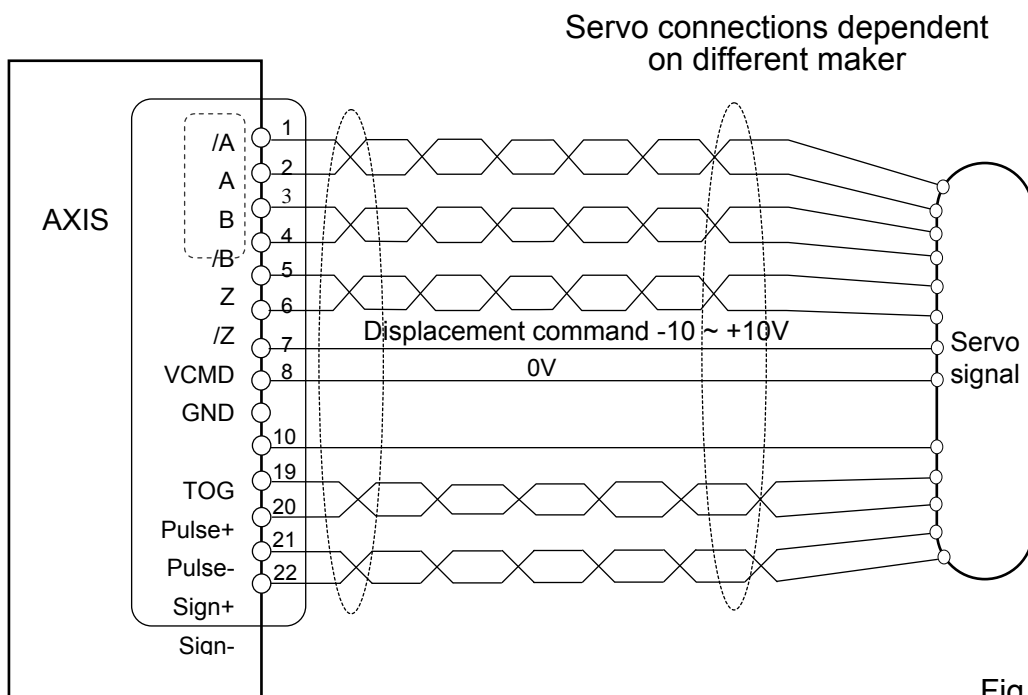 Servo connections dependent
on different maker
AXIS
/A
1
A
2
B
3
/B
4
Z
5
/Z
6
Displacement command -10 ~ +10V
7
VCMD
8
0V
GND
10
TOG
19
Pulse+
20
Pulse-
21
Sign+
22
Sign-
Servo
signal
Fig